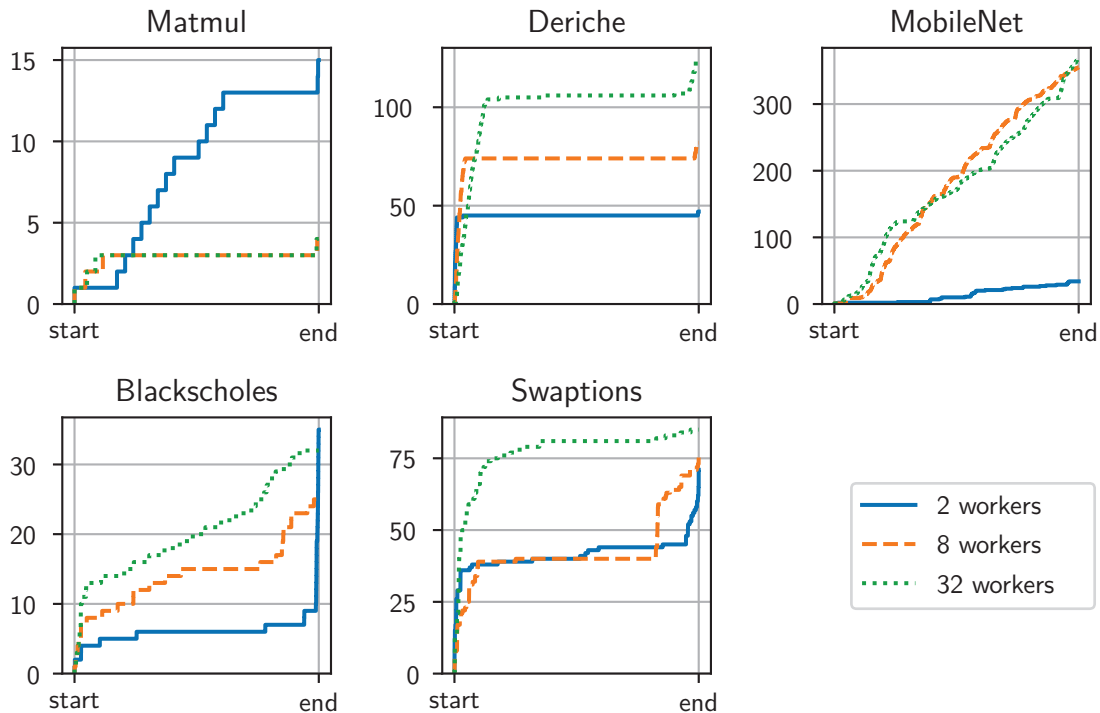 Matmul
15
10
5
0
start
end
Deriche
100
50
0
start
end
MobileNet
300
200
100
0
start
end
Blackscholes
30
20
10
0
start
end
Swaptions
75
50
25
0
start
end
2 workers
8 workers
32 workers